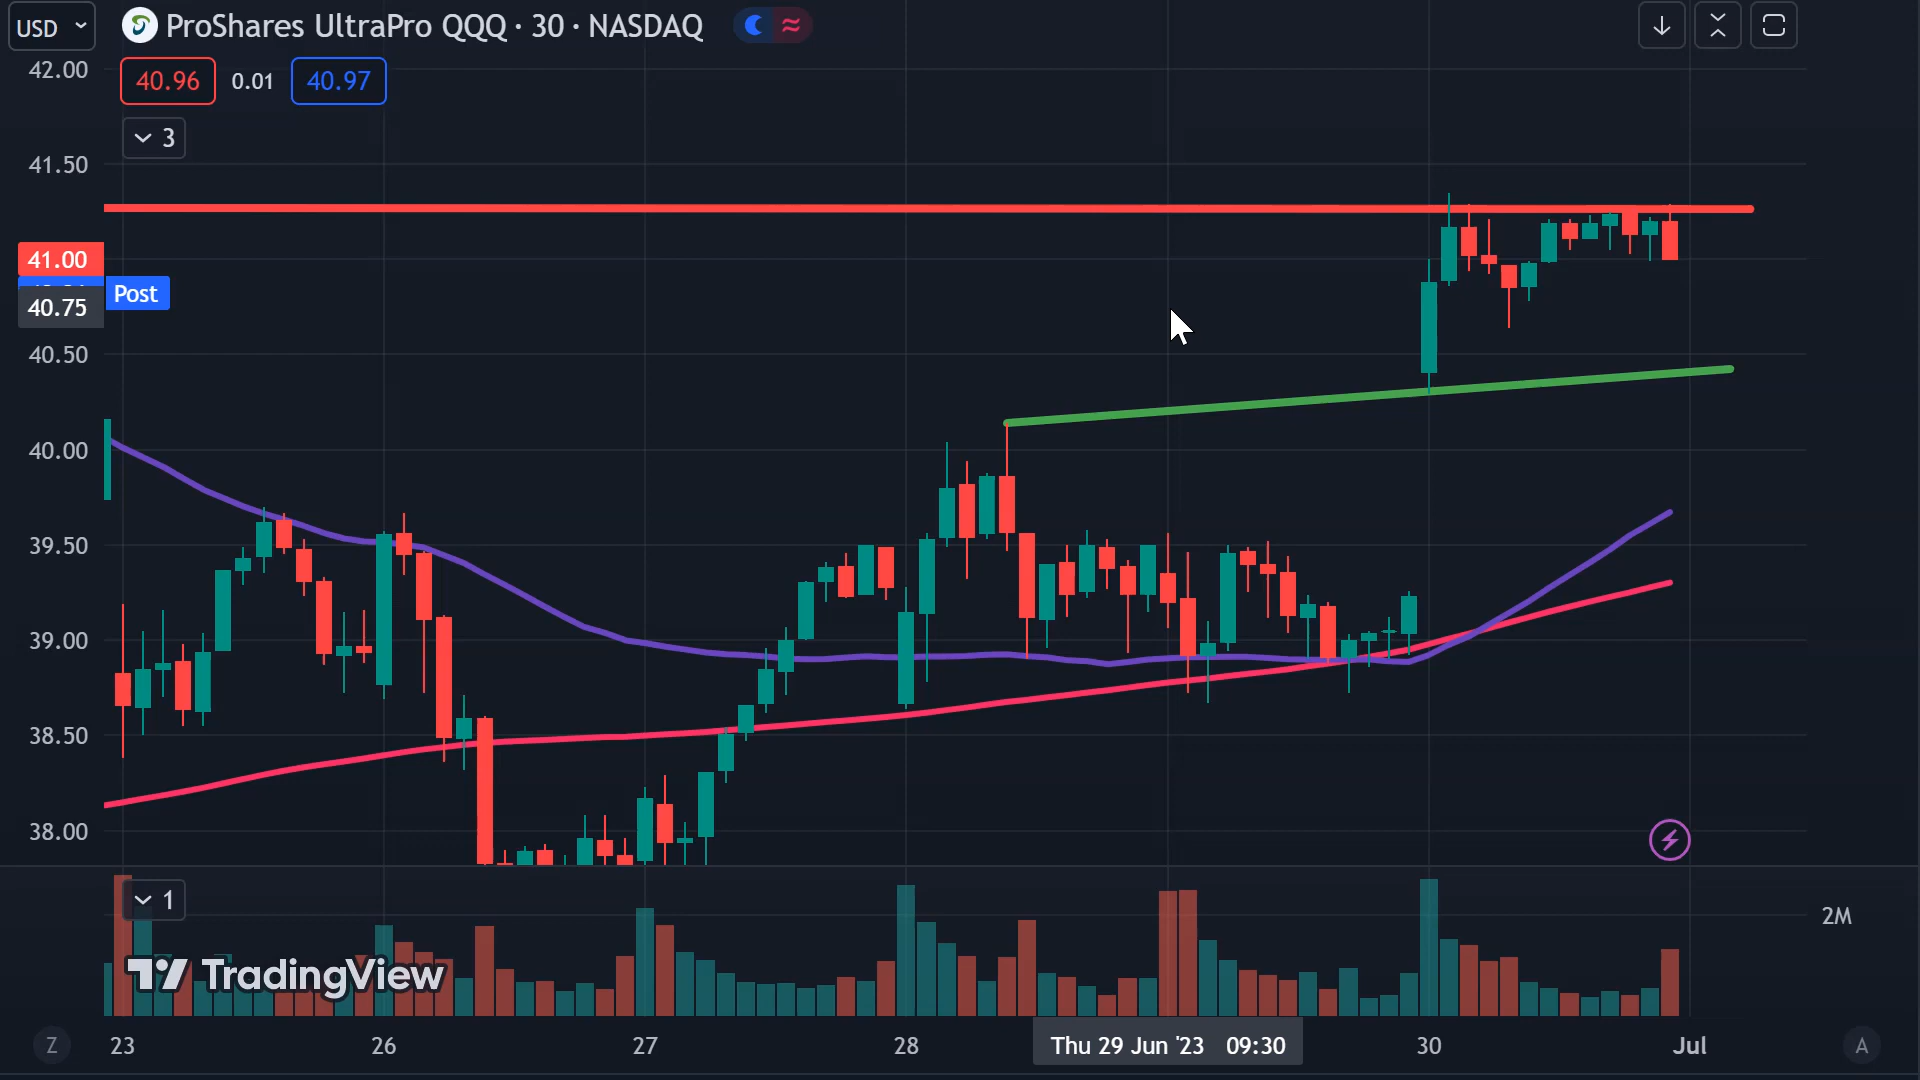 USD
ProShares UltraPro QQQ · 30 · NASDAQ
42.00
40.96 0.01 40.97
3
41.50
41.00
Post
40.75
40.50
40.00
39.50
39.00
38.50
38.00
1
2M
TradingView
Z 23 26 27 28 Thu 29 Jun '23 09:30 30 Jul A